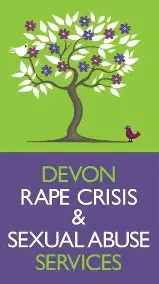 DEVON
RAPE CRISIS
&
SEXUAL ABUSE
SERVICES